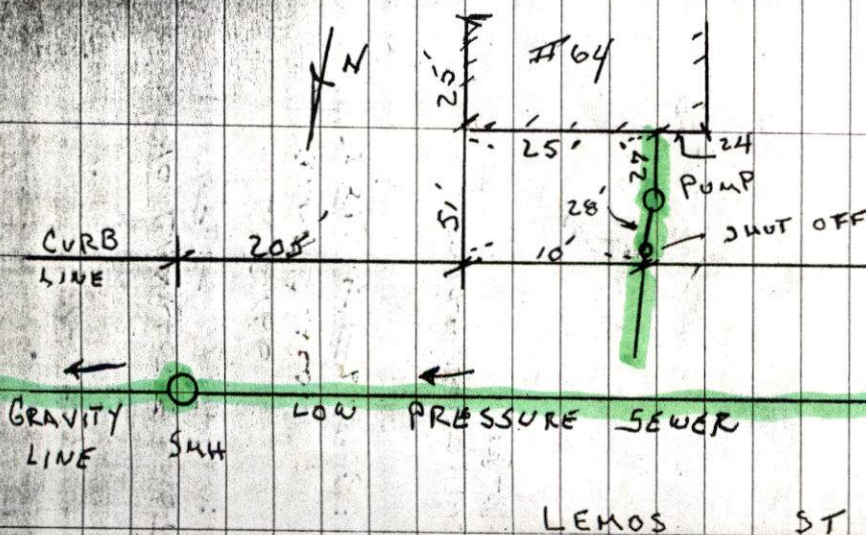 N
25'
# 64
25'
24
27
PUMP
28'
SHUT OFF
51'
CURB
LINE
205'
10'
GRAVITY
LINE
SMH
LOW PRESSURE SEWER
LEMOS ST